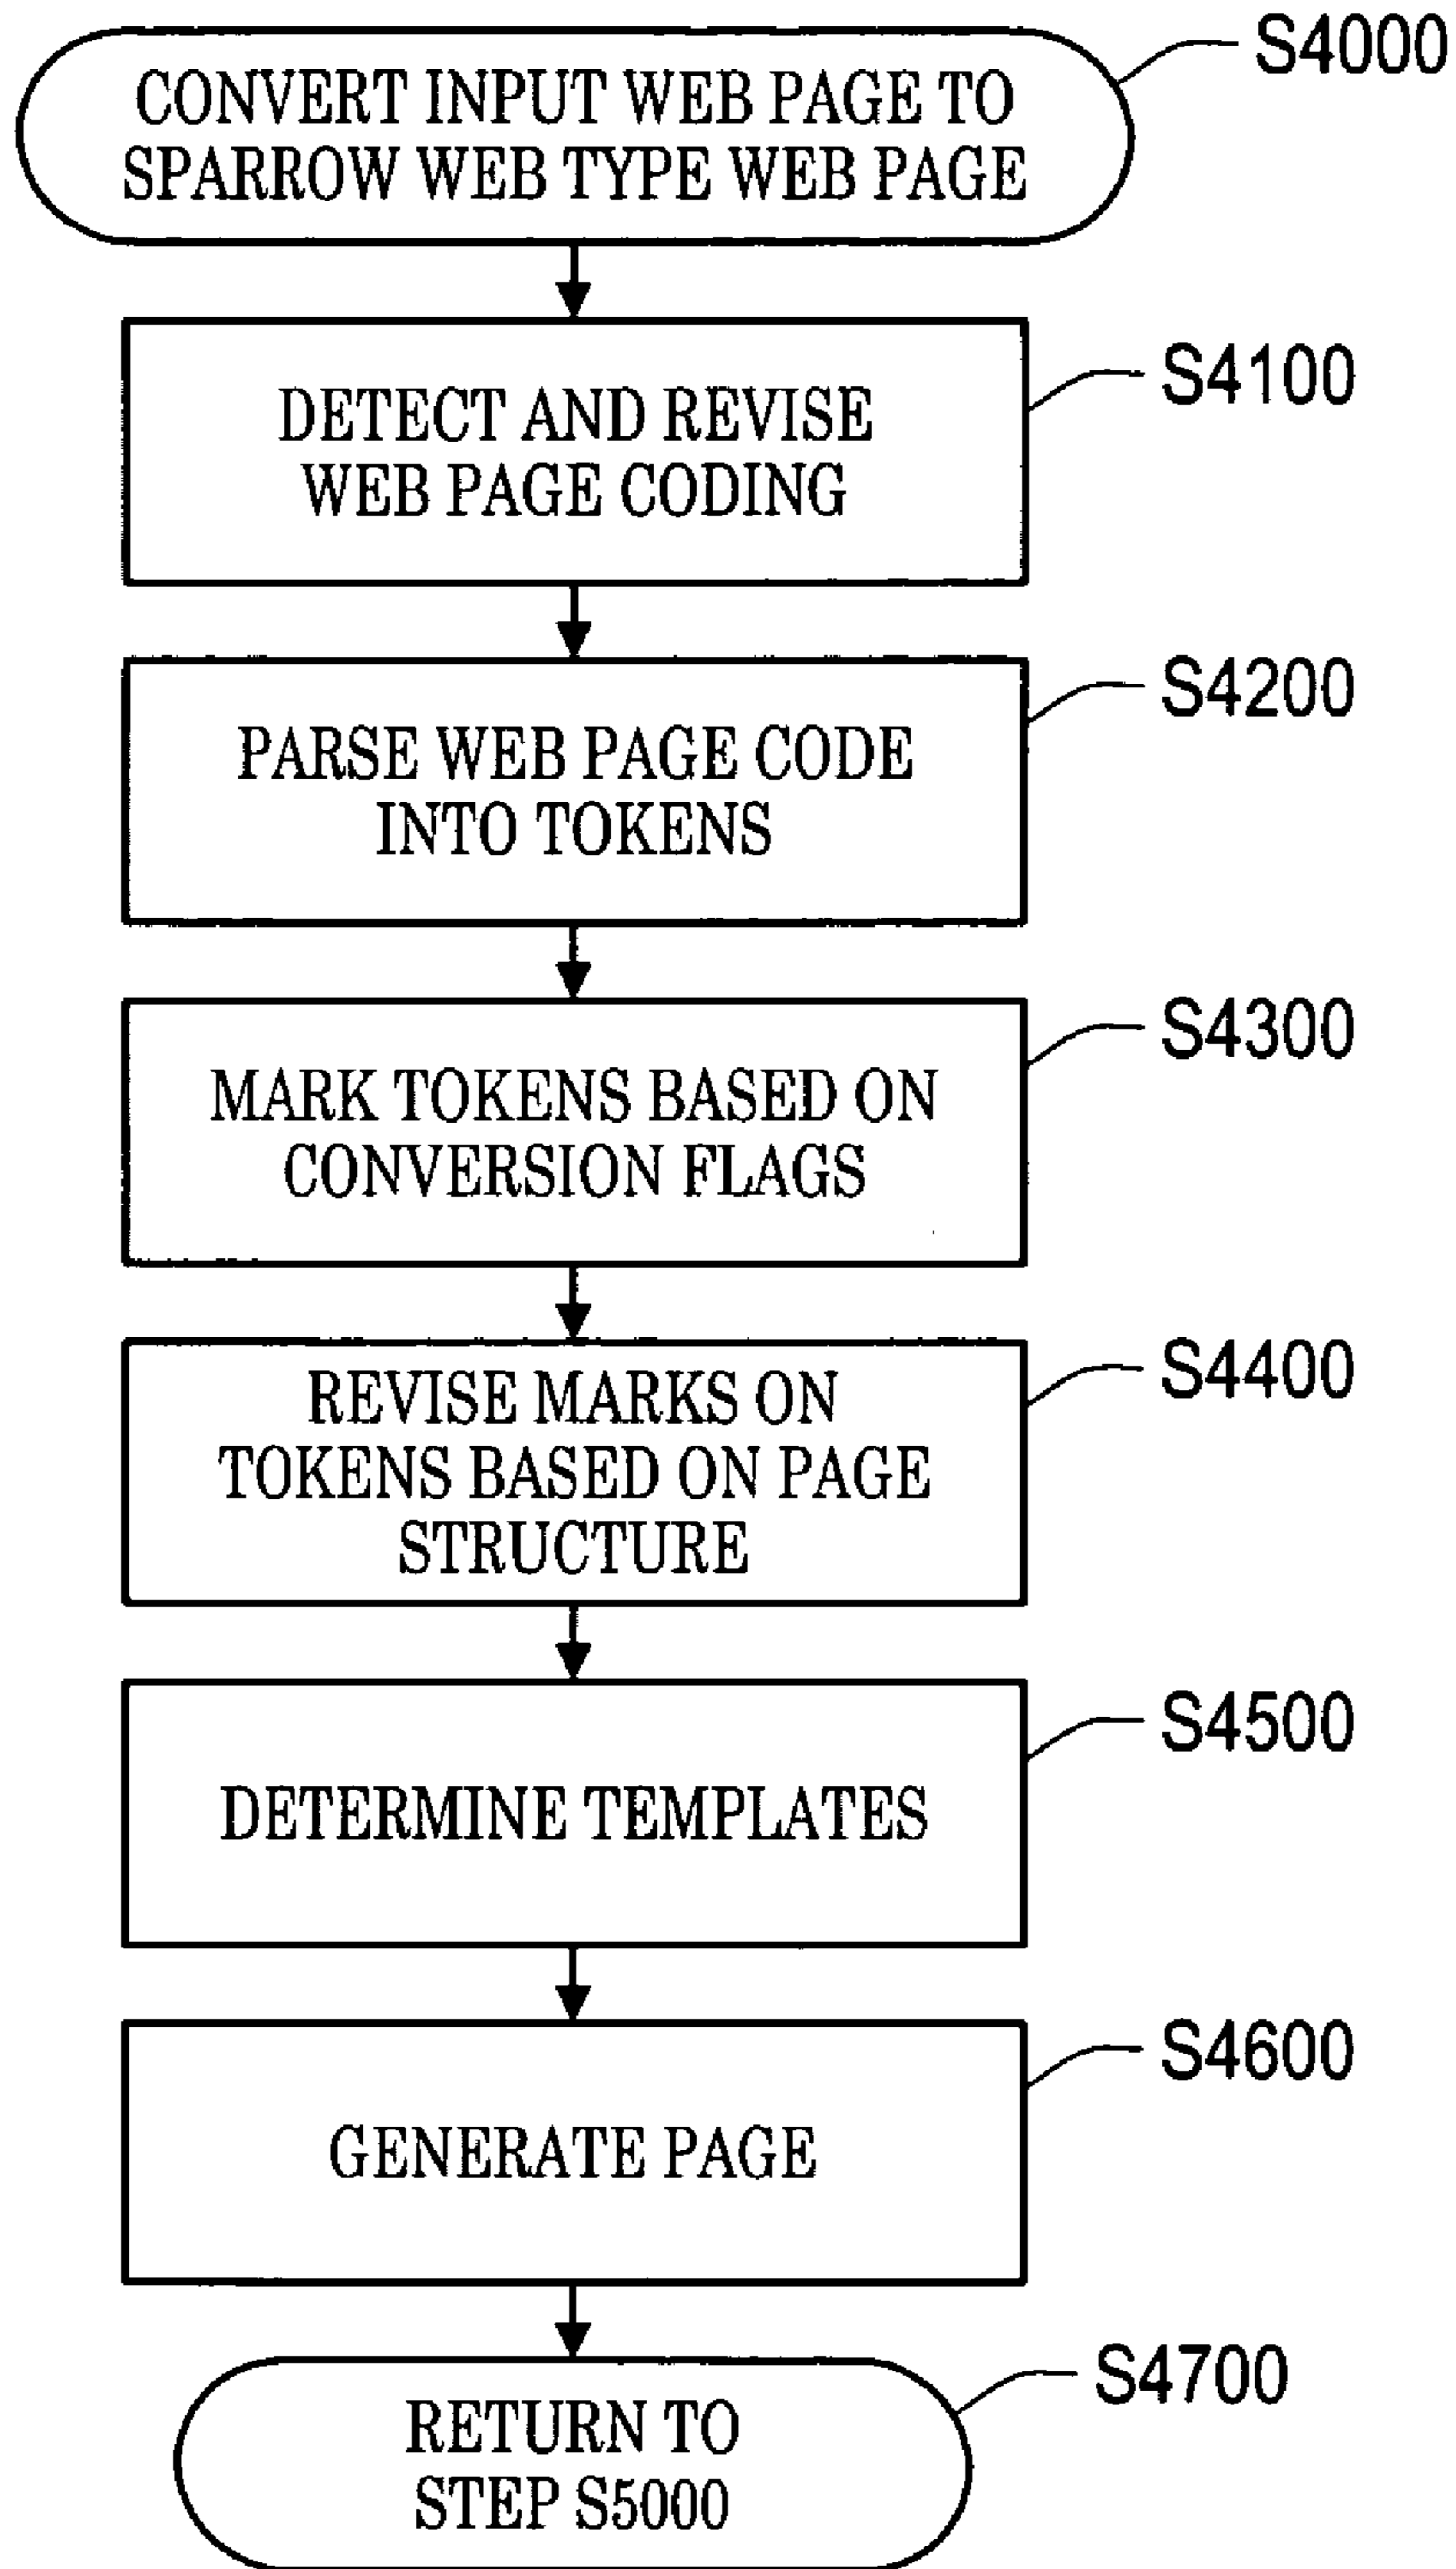 S4000
CONVERT INPUT WEB PAGE TO
SPARROW WEB TYPE WEB PAGE
S4100
DETECT AND REVISE
WEB PAGE CODING
S4200
PARSE WEB PAGE CODE
INTO TOKENS
S4300
MARK TOKENS BASED ON
CONVERSION FLAGS
S4400
REVISE MARKS ON
TOKENS BASED ON PAGE
STRUCTURE
S4500
DETERMINE TEMPLATES
S4600
GENERATE PAGE
S4700
RETURN TO
STEP S5000